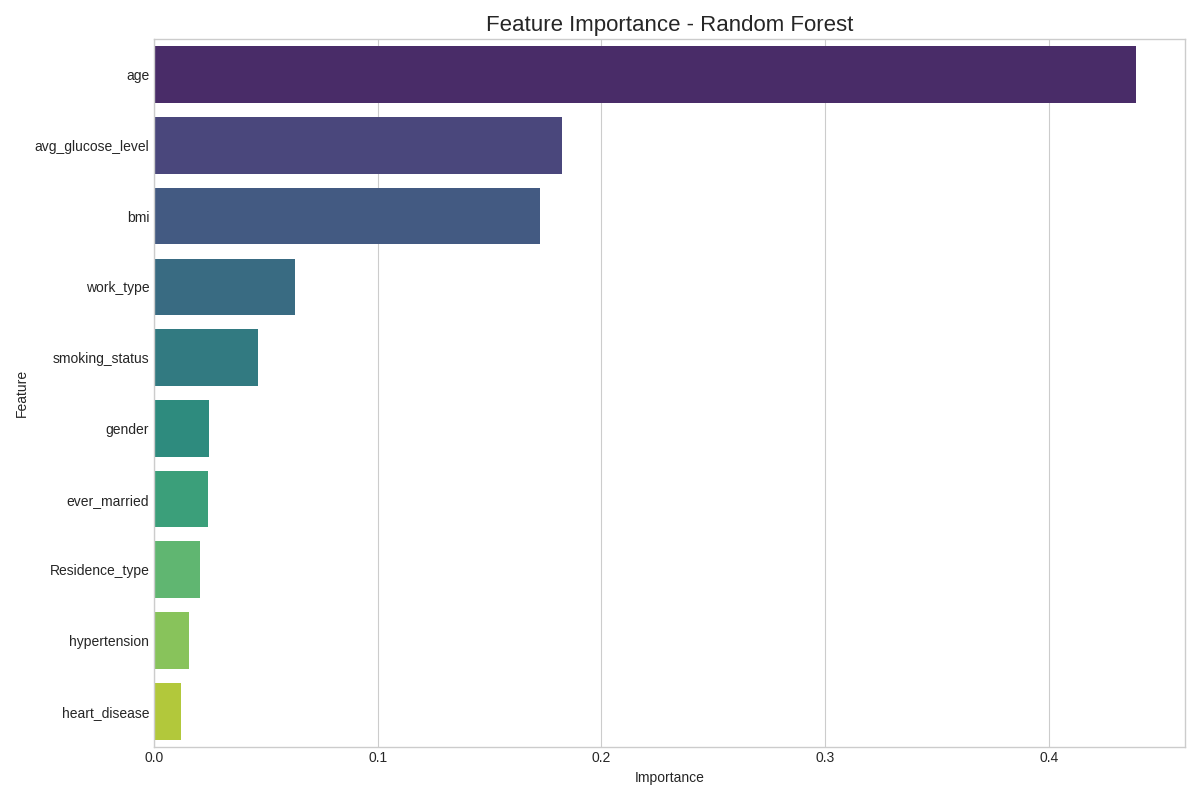 Feature Importance - Random Forest
age
avg_glucose_level
bmi
work_type
smoking_status
gender
ever_married
Residence_type
hypertension
heart_disease
Feature
0.0 0.1 0.2 0.3 0.4
Importance